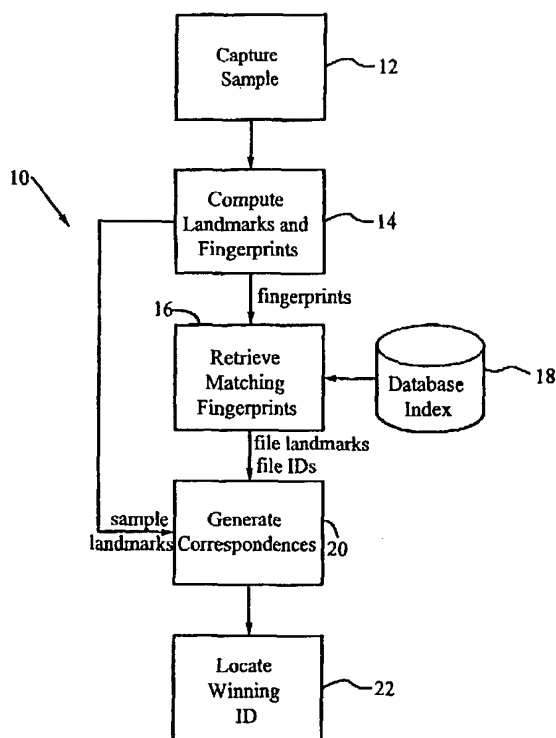 Capture
Sample
12
10
Compute
Landmarks and
Fingerprints
14
fingerprints
16
Retrieve
Matching
Fingerprints
Database
Index
18
file landmarks
file IDs
sample
landmarks
Generate
Correspondences
20
Locate
Winning
ID
22